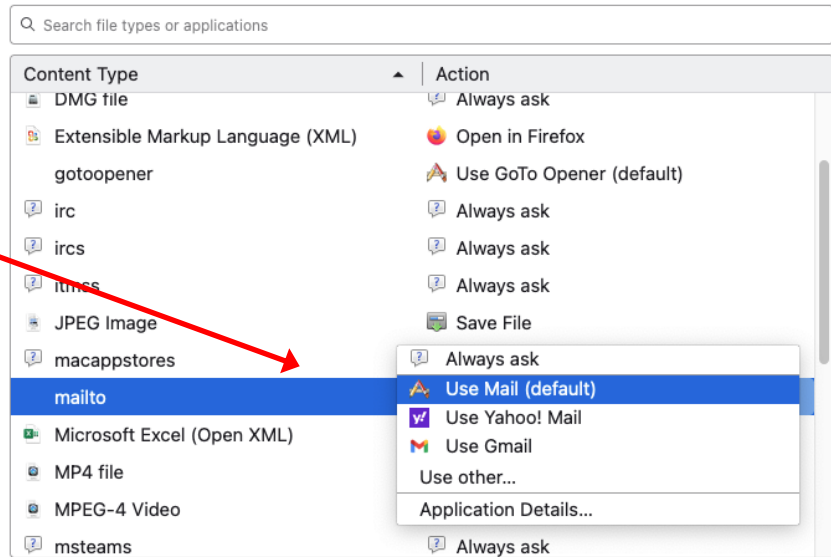 Search file types or applications
Content Type Action
DMG file Always ask
Extensible Markup Language (XML) Open in Firefox
gotoopener Use GoTo Opener (default)
irc Always ask
ircs Always ask
itmss Always ask
JPEG Image Save File
macappstores Always ask
mailto Use Mail (default)
Use Yahoo! Mail
Microsoft Excel (Open XML) Use Gmail
MP4 file Use other...
MPEG-4 Video Application Details...
msteams Always ask